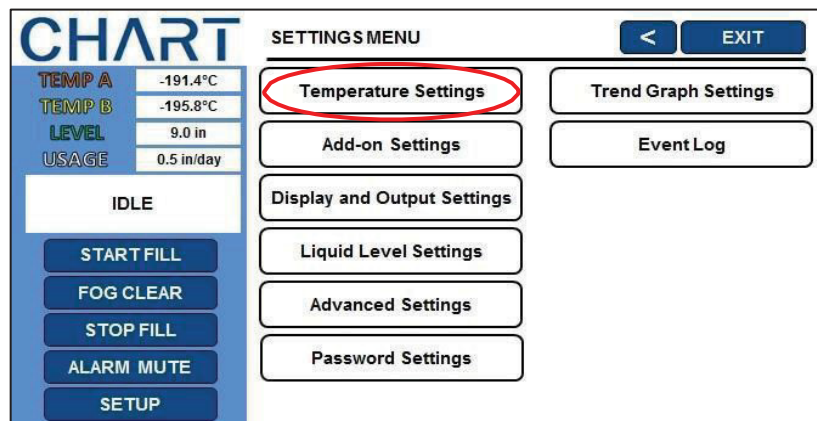 CHART
SETTINGS MENU
< EXIT
TEMP A -191.4°C
TEMP B -195.8°C
LEVEL 9.0 in
USAGE 0.5 in/day
IDLE
START FILL
FOG CLEAR
STOP FILL
ALARM MUTE
SETUP
Temperature Settings
Add-on Settings
Display and Output Settings
Liquid Level Settings
Advanced Settings
Password Settings
Trend Graph Settings
Event Log